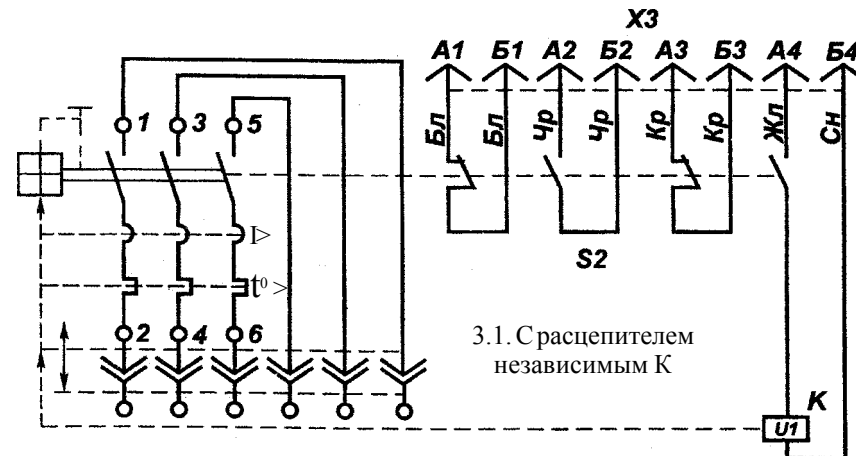 X3
А1 Б1 А2 Б2 А3 Б3 А4 Б4
Бл Бл Чр Чр Кр Кр Жл Сн
1 3 5
I>
S2
t⁰ >
2 4 6
3.1. С расцепителем
независимым К
К
U1